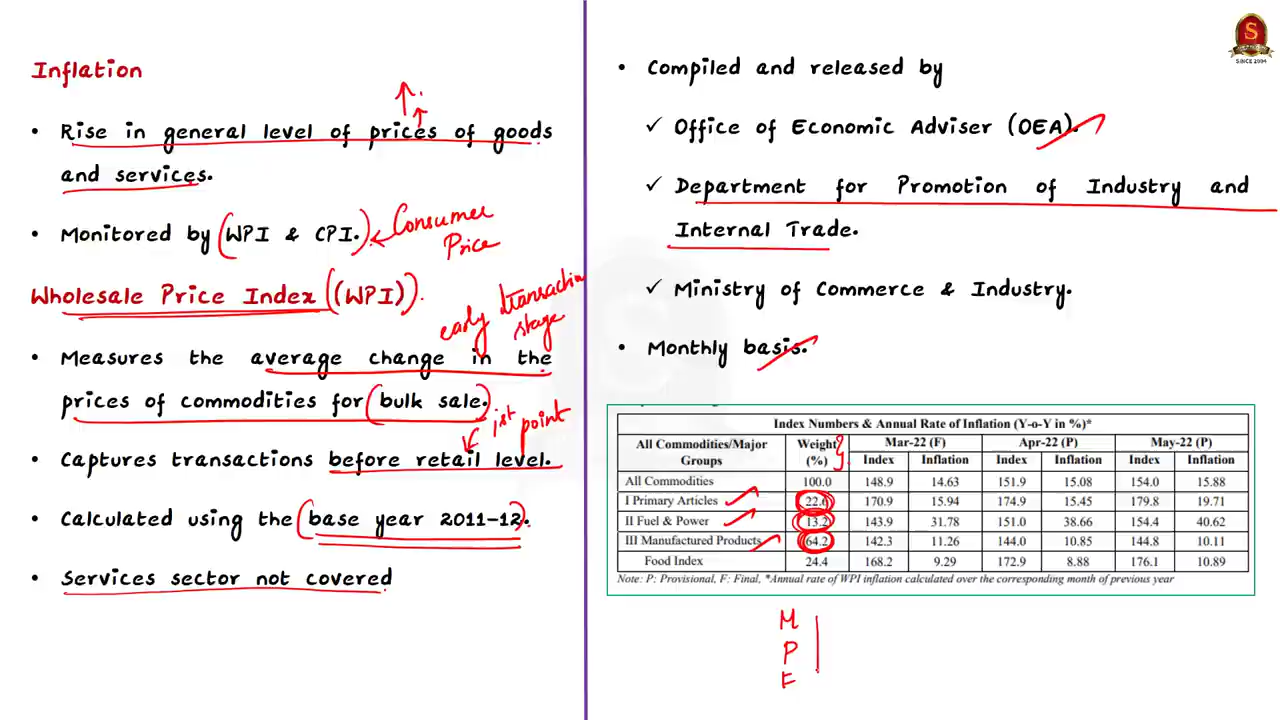 Inflation
• Rise in general level of prices of goods
and services.
• Monitored by (WPI & CPI.) Consumer
Price
Wholesale Price Index (WPI)
early transaction
stage
• Measures the average change in the
prices of commodities for bulk sale.
1st point
• Captures transactions before retail level.
• Calculated using the base year 2011-12.
• Services sector not covered
S
SINCE 2004
• Compiled and released by
✓ Office of Economic Adviser (OEA).
✓ Department for Promotion of Industry and
Internal Trade.
✓ Ministry of Commerce & Industry.
• Monthly basis.
Index Numbers & Annual Rate of Inflation (Y-o-Y in %)*
All Commodities/Major Groups Weight (%) Mar-22 (F) Apr-22 (P) May-22 (P)
Index Inflation Index Inflation Index Inflation
All Commodities 100.0 148.9 14.63 151.9 15.08 154.0 15.88
I Primary Articles 22.6 170.9 15.94 174.9 15.45 179.8 19.71
II Fuel & Power 13.2 143.9 31.78 151.0 38.66 154.4 40.62
III Manufactured Products 64.2 142.3 11.26 144.0 10.85 144.8 10.11
Food Index 24.4 168.2 9.29 172.9 8.88 176.1 10.89
Note: P: Provisional, F: Final, *Annual rate of WPI inflation calculated over the corresponding month of previous year
M
P
F